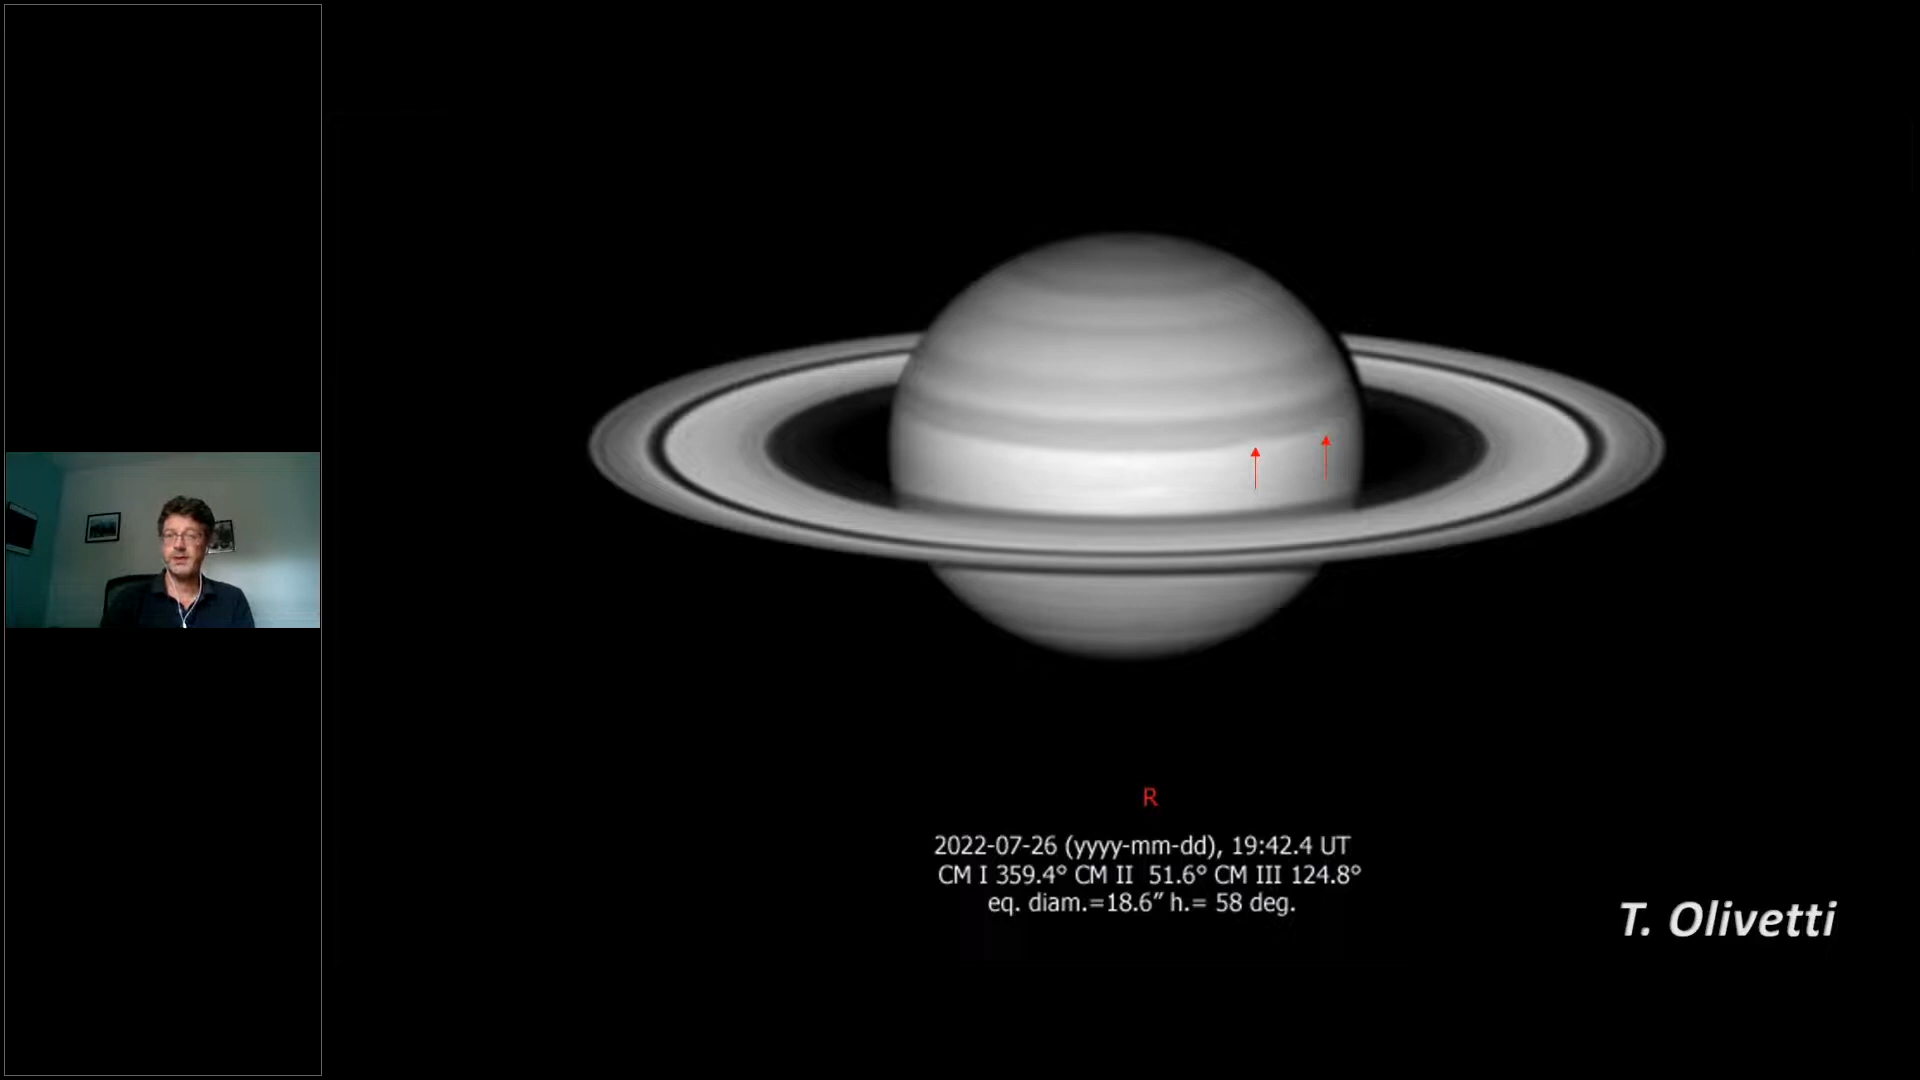 R
2022-07-26 (yyyy-mm-dd), 19:42.4 UT
CM I 359.4° CM II  51.6° CM III 124.8°
eq. diam.=18.6″ h.= 58 deg.
T. Olivetti